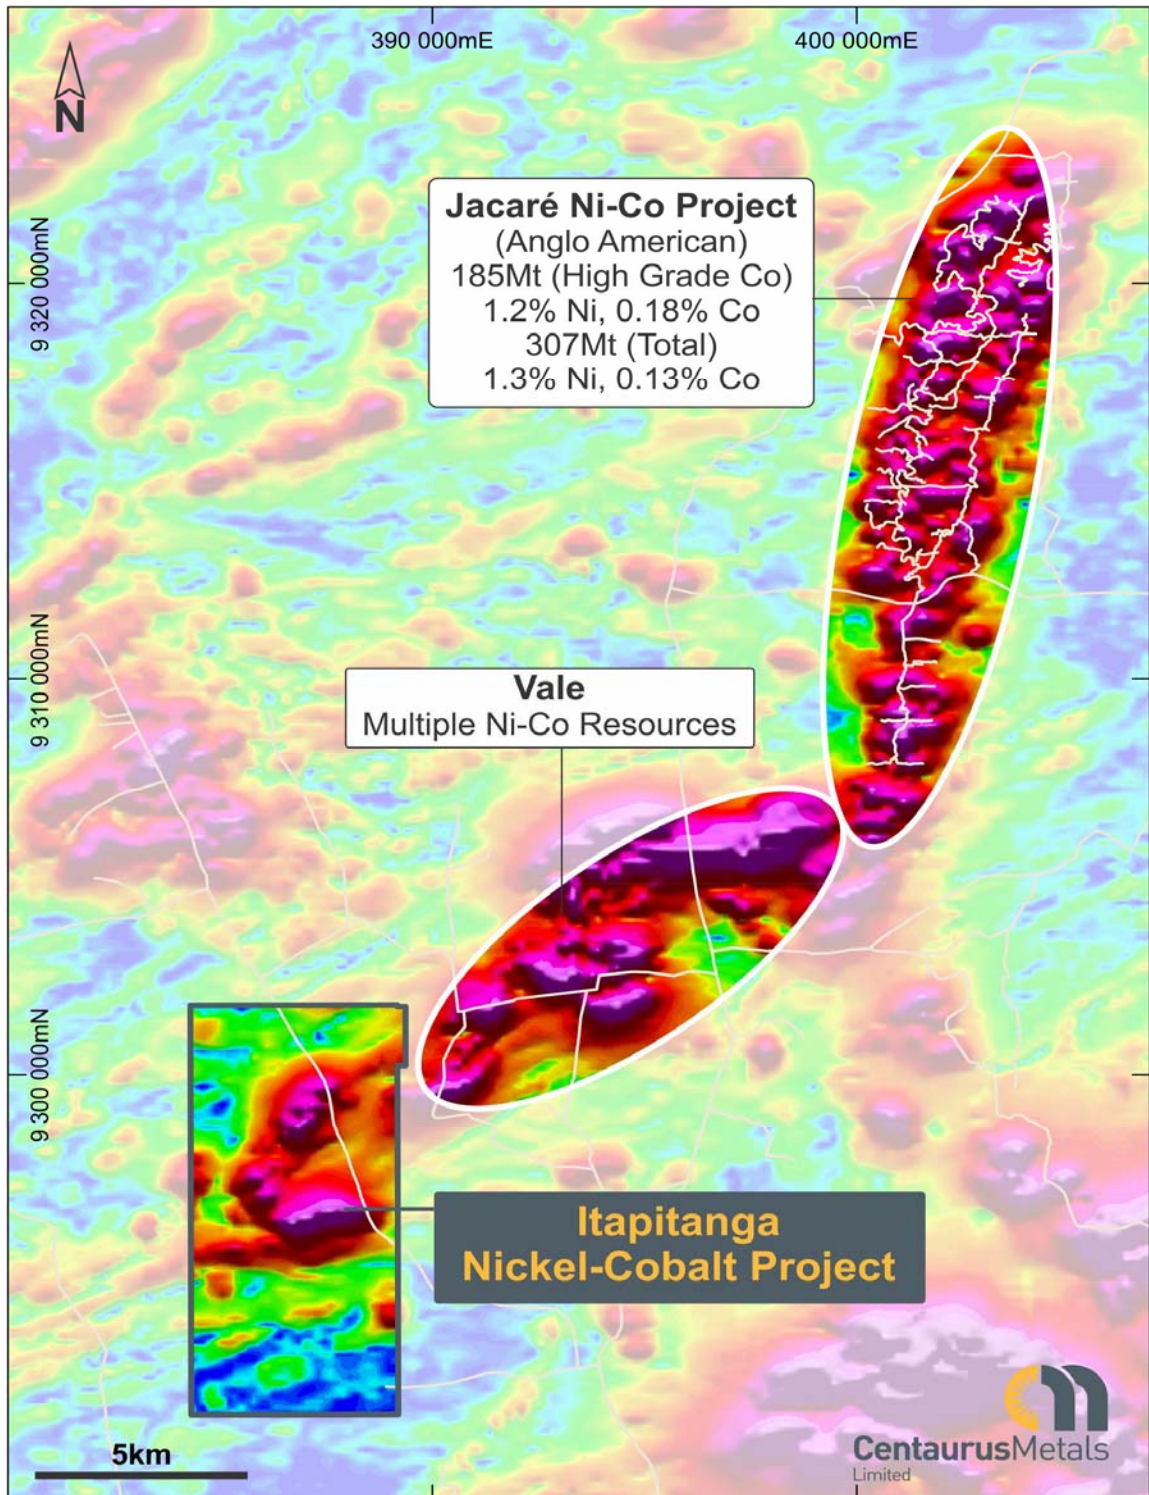 390 000mE
400 000mE
N
Jacaré Ni-Co Project
(Anglo American)
185Mt (High Grade Co)
1.2% Ni, 0.18% Co
307Mt (Total)
1.3% Ni, 0.13% Co
9 320 000mN
9 310 000mN
Vale
Multiple Ni-Co Resources
9 300 000mN
Itapitanga
Nickel-Cobalt Project
5km
CentaurusMetals
Limited